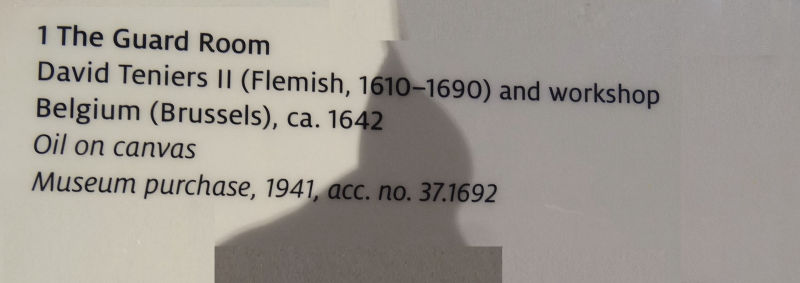 1 The Guard Room
David Teniers II (Flemish, 1610–1690) and workshop
Belgium (Brussels), ca. 1642
Oil on canvas
Museum purchase, 1941, acc. no. 37.1692